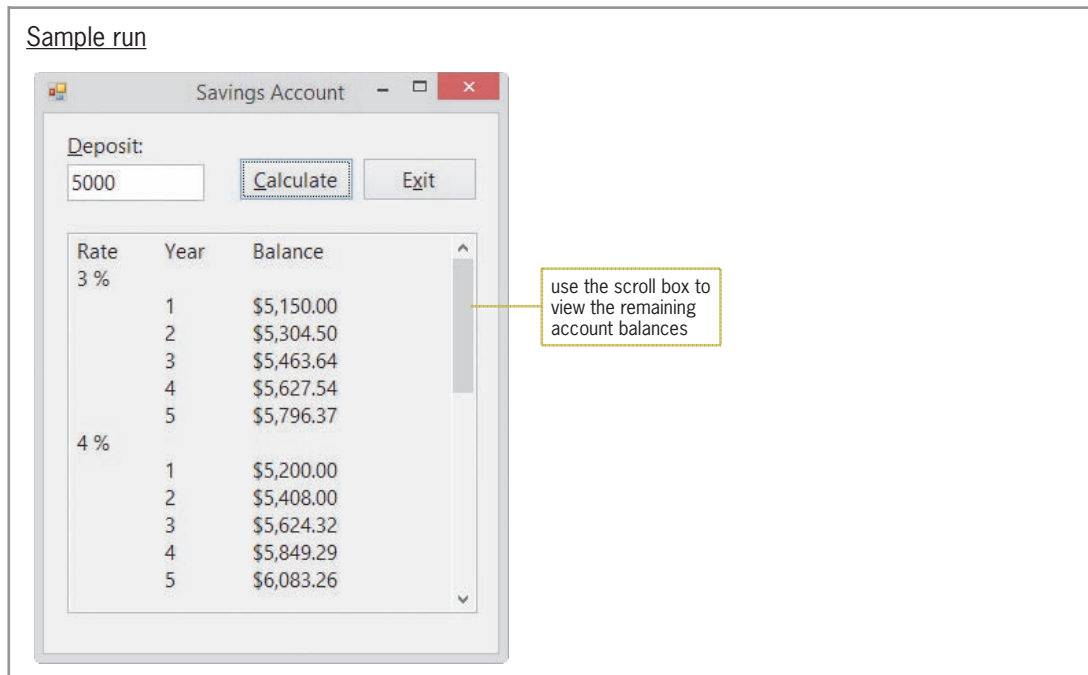 Sample run
Savings Account
Deposit:
5000
Calculate
Exit
Rate Year Balance
3 %
1 $5,150.00
2 $5,304.50
3 $5,463.64
4 $5,627.54
5 $5,796.37
4 %
1 $5,200.00
2 $5,408.00
3 $5,624.32
4 $5,849.29
5 $6,083.26
use the scroll box to
view the remaining
account balances